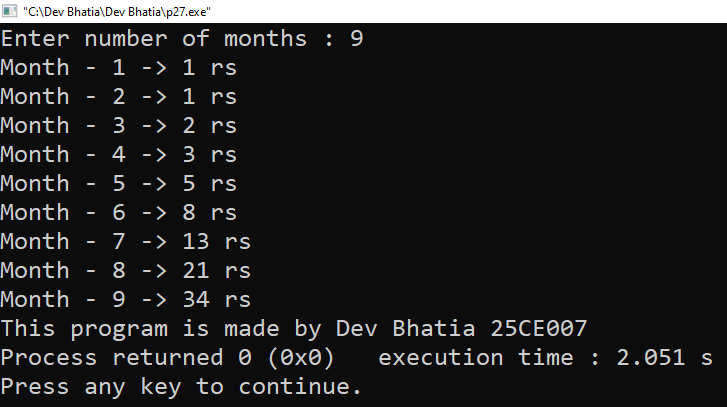 "C:\Dev Bhatia\Dev Bhatia\p27.exe"
Enter number of months : 9
Month - 1 -> 1 rs
Month - 2 -> 1 rs
Month - 3 -> 2 rs
Month - 4 -> 3 rs
Month - 5 -> 5 rs
Month - 6 -> 8 rs
Month - 7 -> 13 rs
Month - 8 -> 21 rs
Month - 9 -> 34 rs
This program is made by Dev Bhatia 25CE007
Process returned 0 (0x0)   execution time : 2.051 s
Press any key to continue.